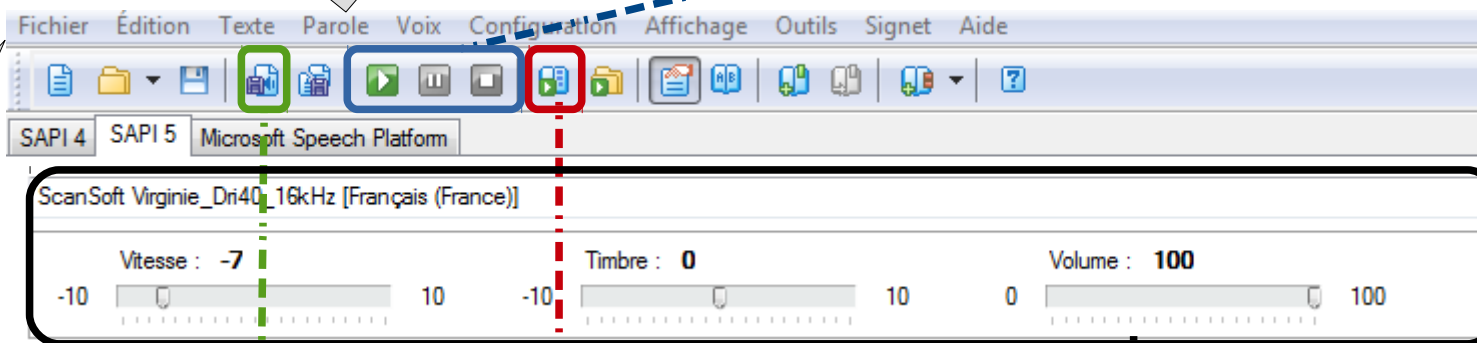 Fichier Édition Texte Parole Voix Configuration Affichage Outils Signet Aide
SAPI 4 SAPI 5 Microsoft Speech Platform
ScanSoft Virginie_Dri40_16kHz [Français (France)]
Vitesse : -7 Timbre : 0 Volume : 100
-10 10 -10 10 0 100